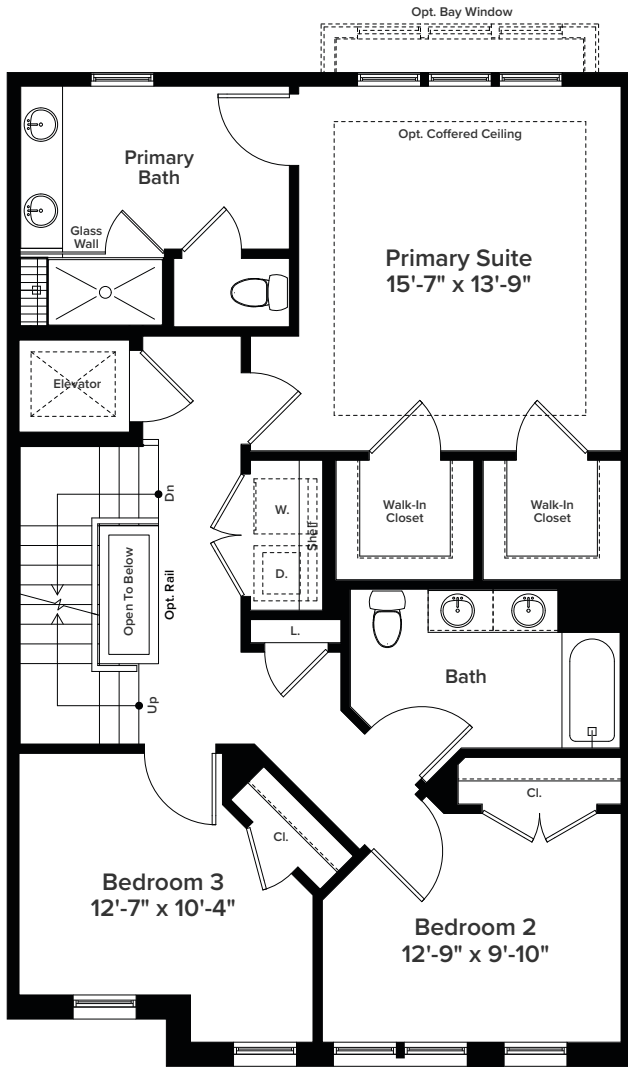 Opt. Bay Window
Opt. Coffered Ceiling
Primary
Bath
Glass
Wall
Primary Suite
15'-7" x 13'-9"
Elevator
Walk-In
Closet
Walk-In
Closet
Dn
W.
Shelf
D.
Open To Below
Opt. Rail
L.
Up
Bath
Cl.
Cl.
Bedroom 3
12'-7" x 10'-4"
Bedroom 2
12'-9" x 9'-10"